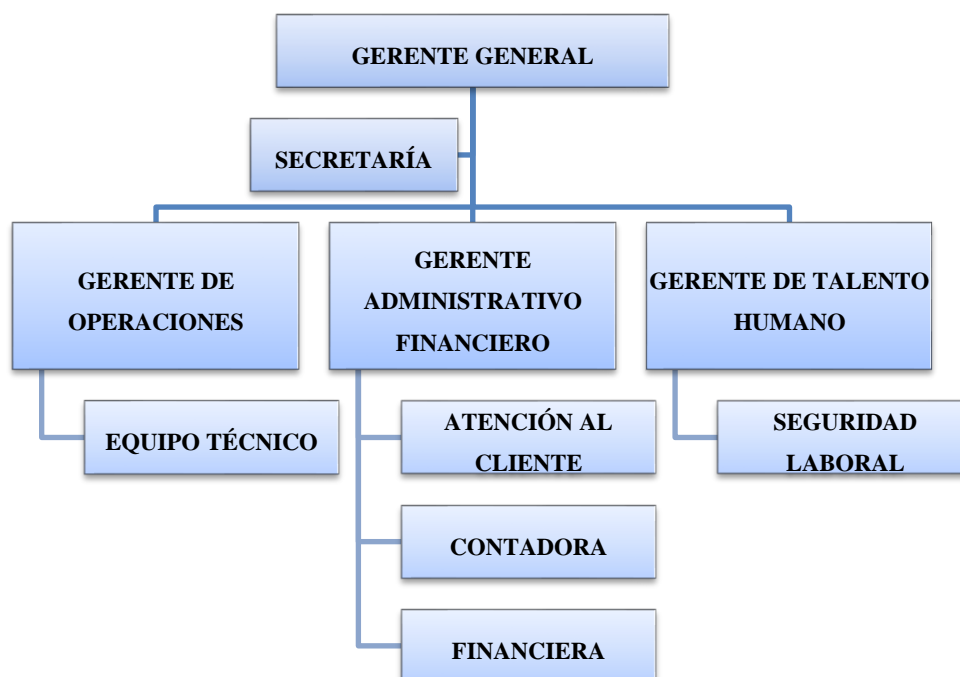 GERENTE GENERAL
SECRETARÍA
GERENTE DE
OPERACIONES
GERENTE
ADMINISTRATIVO
FINANCIERO
GERENTE DE TALENTO
HUMANO
EQUIPO TÉCNICO
ATENCIÓN AL
CLIENTE
SEGURIDAD
LABORAL
CONTADORA
FINANCIERA